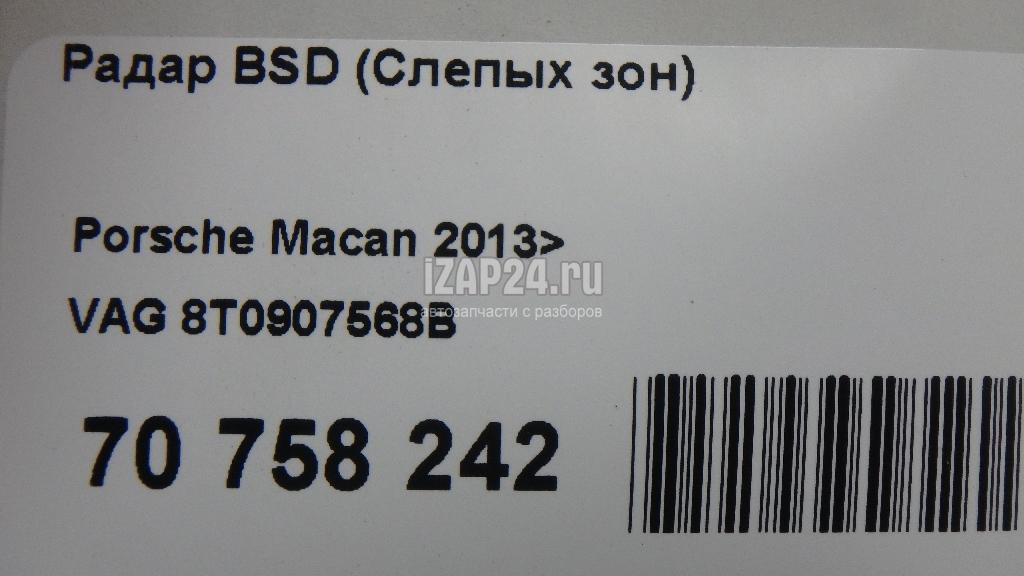 Радар BSD (Слепых зон)
Porsche Macan 2013>
iZAP24.ru
VAG 8T0907568B
автозапчасти с разборов
70 758 242